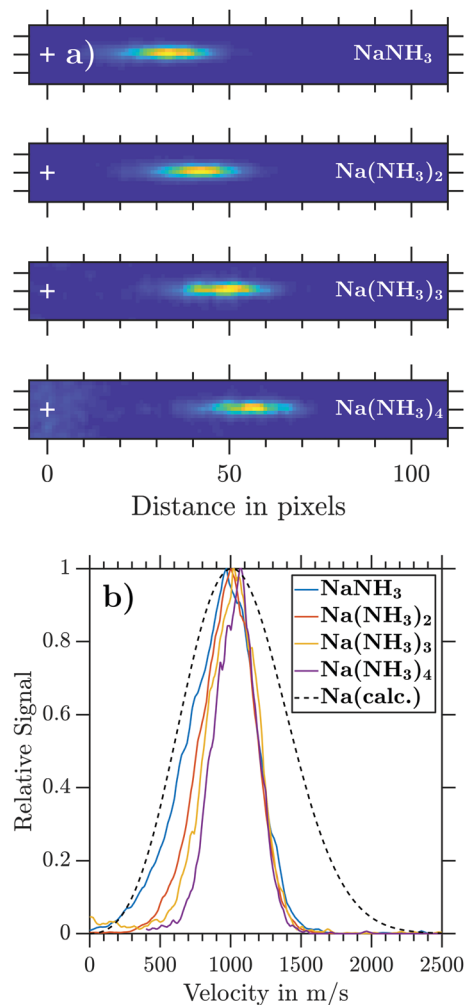 a) NaNH₃
Na(NH₃)₂
Na(NH₃)₃
Na(NH₃)₄
0 50 100
Distance in pixels
b)
NaNH₃
Na(NH₃)₂
Na(NH₃)₃
Na(NH₃)₄
Na(calc.)
1
0.8
0.6
0.4
0.2
0
Relative Signal
0 500 1000 1500 2000 2500
Velocity in m/s